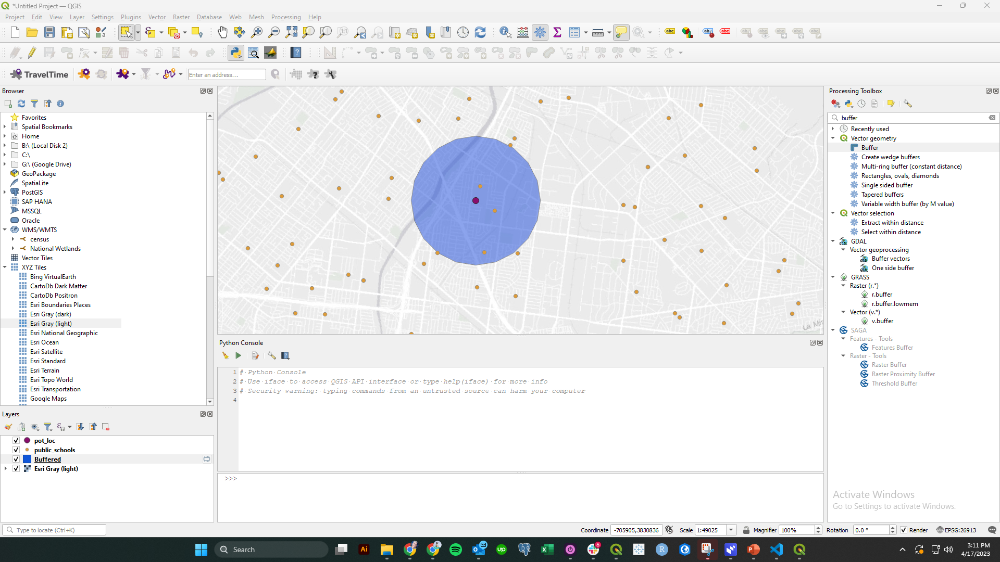 *Untitled Project — QGIS
Project Edit View Layer Settings Plugins Vector Raster Database Web Mesh Processing Help
TravelTime
Enter an address...
Browser
Favorites
Spatial Bookmarks
Home
B:\ (Local Disk 2)
C:\
G:\ (Google Drive)
GeoPackage
SpatiaLite
PostGIS
SAP HANA
MSSQL
Oracle
WMS/WMTS
census
National Wetlands
Vector Tiles
XYZ Tiles
Bing VirtualEarth
CartoDb Dark Matter
CartoDb Positron
Esri Boundaries Places
Esri Gray (dark)
Esri Gray (light)
Esri National Geographic
Esri Ocean
Esri Satellite
Esri Standard
Esri Terrain
Esri Topo World
Esri Transportation
Google Maps
Layers
pot_loc
public_schools
Buffered
Esri Gray (light)
La Mir
Python Console
1 # Python Console
2 # Use iface to access QGIS API interface or type help(iface) for more info
3 # Security warning: typing commands from an untrusted source can harm your computer
4
>>>
Processing Toolbox
buffer
Recently used
Vector geometry
Buffer
Create wedge buffers
Multi-ring buffer (constant distance)
Rectangles, ovals, diamonds
Single sided buffer
Tapered buffers
Variable width buffer (by M value)
Vector selection
Extract within distance
Select within distance
GDAL
Vector geoprocessing
Buffer vectors
One side buffer
GRASS
Raster (r.*)
r.buffer
r.buffer.lowmem
Vector (v.*)
v.buffer
SAGA
Features - Tools
Features Buffer
Raster - Tools
Raster Buffer
Raster Proximity Buffer
Threshold Buffer
Activate Windows
Go to Settings to activate Windows.
Type to locate (Ctrl+K)
Coordinate -705905,3830836 Scale 1:49025 Magnifier 100% Rotation 0.0 ° Render EPSG:26913
Search
3:11 PM
4/17/2023